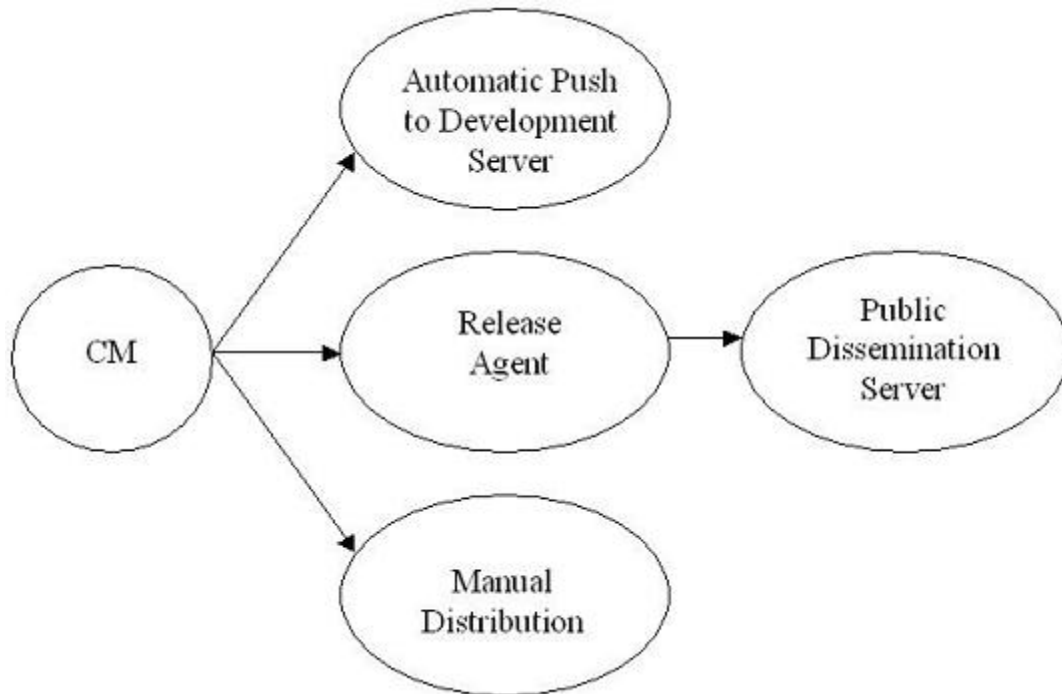 Automatic Push
to Development
Server
CM
Release
Agent
Public
Dissemination
Server
Manual
Distribution